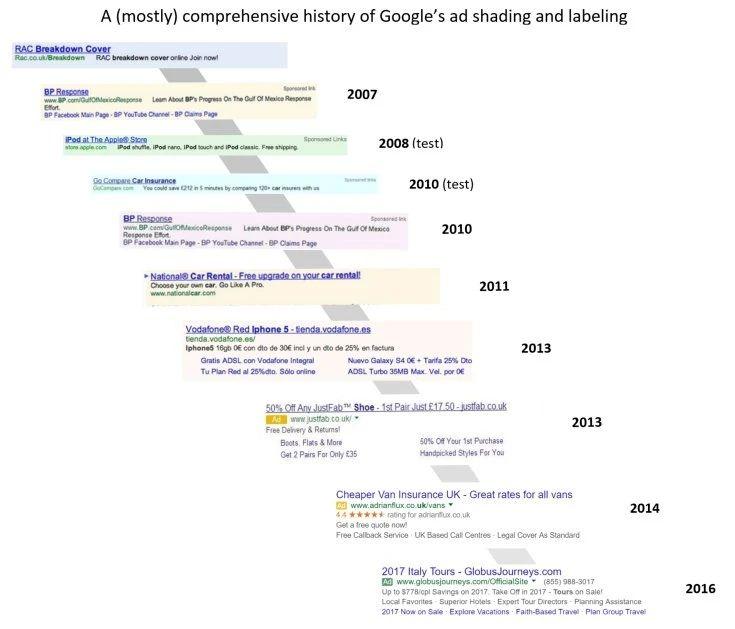 A (mostly) comprehensive history of Google's ad shading and labeling
RAC Breakdown Cover
Rac.co.uk/Breakdown RAC breakdown cover online Join now!
BP Response Sponsored link
www.BP.com/GulfOfMexicoResponse Learn About BP's Progress On The Gulf Of Mexico Response
Effort.
BP Facebook Main Page - BP YouTube Channel - BP Claims Page
2007
iPod at The Apple® Store Sponsored Links
store.apple.com iPod shuffle, iPod nano, iPod touch and iPod classic. Free shipping.
2008 (test)
Go Compare Car Insurance Sponsored links
GoCompare.com You could save £212 in 5 minutes by comparing 120+ car insurers with us
2010 (test)
BP Response Sponsored link
www.BP.com/GulfOfMexicoResponse Learn About BP's Progress On The Gulf Of Mexico
Response Effort.
BP Facebook Main Page - BP YouTube Channel - BP Claims Page
2010
National® Car Rental - Free upgrade on your car rental!
Choose your own car. Go Like A Pro.
www.nationalcar.com
2011
Vodafone® Red Iphone 5 - tienda.vodafone.es
tienda.vodafone.es/
Iphone5 16gb 0€ con dto de 30€ incl y un dto de 25% en factura
Gratis ADSL con Vodafone Integral Nuevo Galaxy S4 0€ + Tarifa 25% Dto
Tu Plan Red al 25%dto. Sólo online ADSL Turbo 35MB Max. Vel. por 0€
2013
50% Off Any JustFab™ Shoe - 1st Pair Just £17.50 - justfab.co.uk
Ad www.justfab.co.uk/
Free Delivery & Returns!
Boots, Flats & More 50% Off Your 1st Purchase
Get 2 Pairs For Only £35 Handpicked Styles For You
2013
Cheaper Van Insurance UK - Great rates for all vans
Ad www.adrianflux.co.uk/vans
4.4 ★★★★★ rating for adrianflux.co.uk
Get a free quote now!
Free Callback Service · UK Based Call Centres · Legal Cover As Standard
2014
2017 Italy Tours - GlobusJourneys.com
Ad www.globusjourneys.com/OfficialSite (855) 988-3017
Up to $778/cpl Savings on 2017. Take Off in 2017 - Tours on Sale!
Local Favorites · Superior Hotels · Expert Tour Directors · Planning Assistance
2017 Now on Sale · Explore Vacations · Faith-Based Travel · Plan Group Travel
2016